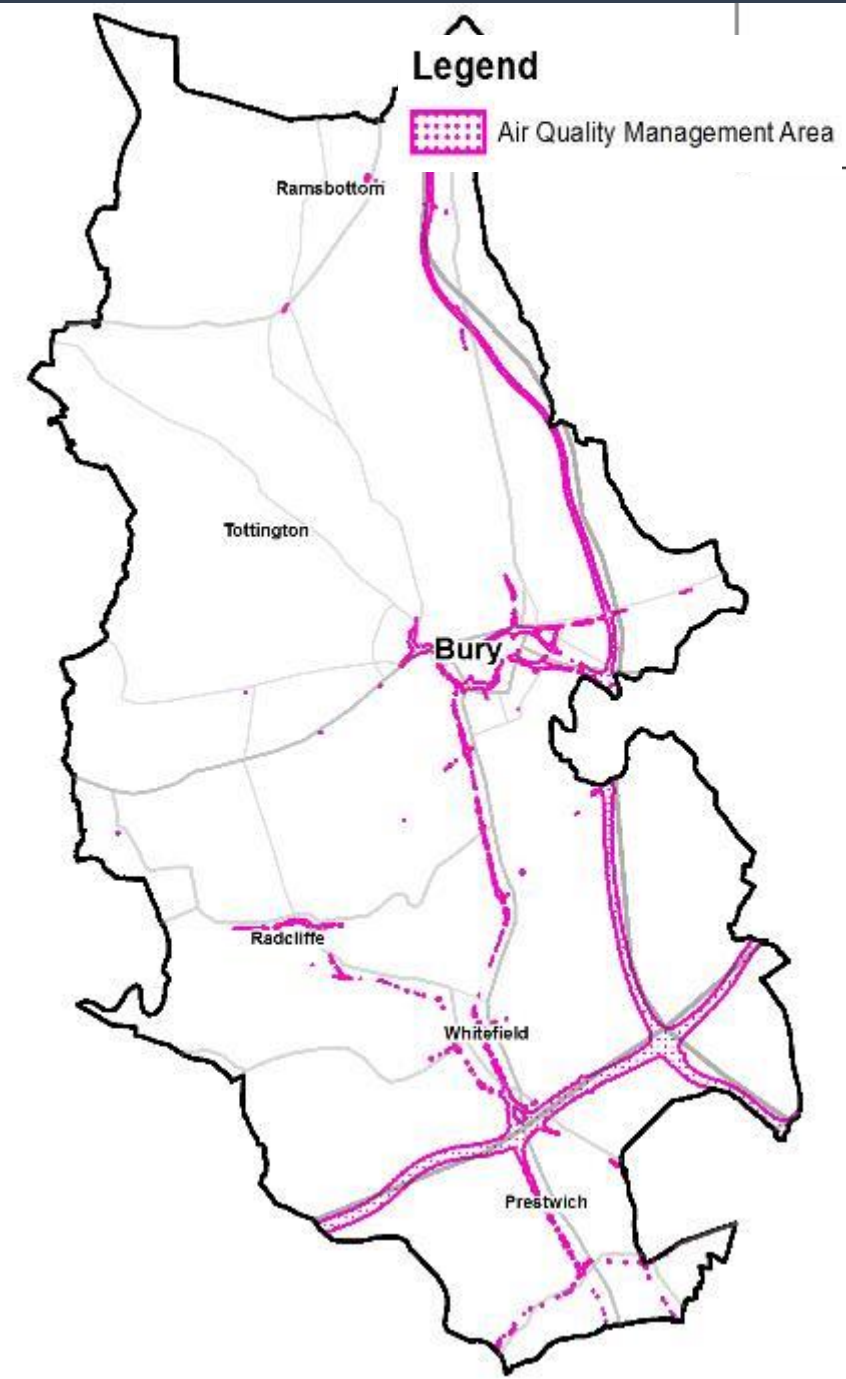 Legend
Air Quality Management Area
Ramsbottom
Tottington
Bury
Radcliffe
Whitefield
Prestwich